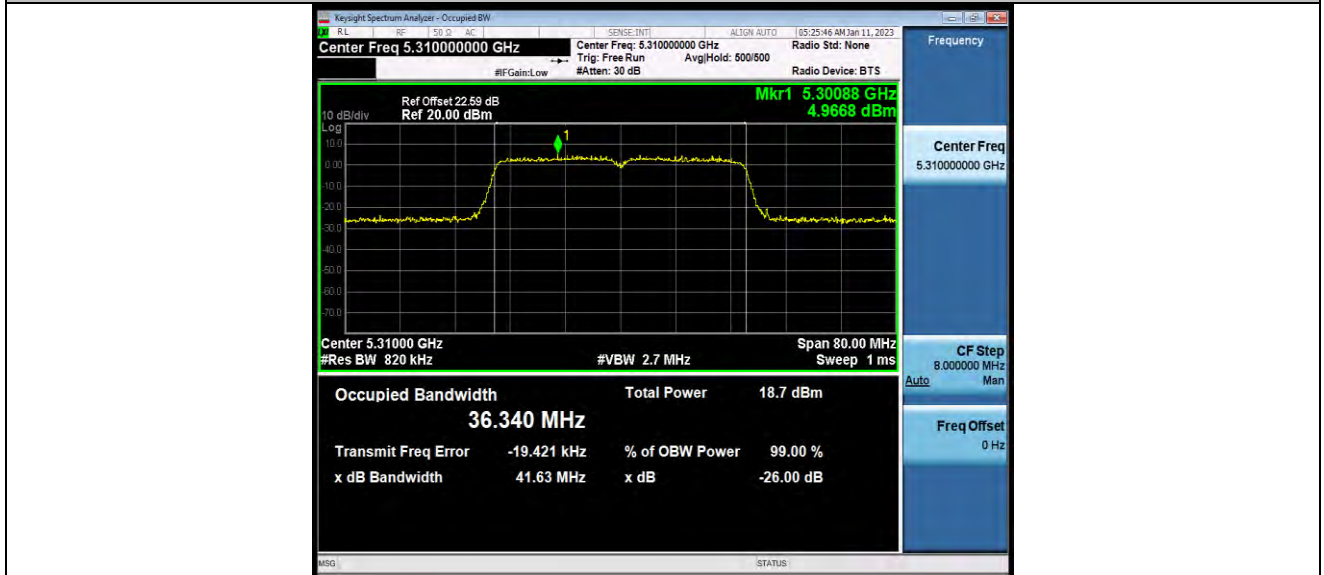 Keysight Spectrum Analyzer - Occupied BW
RL RF 50 Ω AC SENSE:INT ALIGN AUTO 05:25:46 AM Jan 11, 2023
Center Freq 5.310000000 GHz Center Freq: 5.310000000 GHz Radio Std: None Frequency
Trig: Free Run Avg|Hold: 500/500
#IFGain:Low #Atten: 30 dB Radio Device: BTS
Mkr1 5.30088 GHz
4.9668 dBm
Ref Offset 22.59 dB
10 dB/div Ref 20.00 dBm
Log
1
10.0
0.00
-10.0
-20.0
-30.0
-40.0
-50.0
-60.0
-70.0
Center Freq
5.310000000 GHz
Center 5.31000 GHz Span 80.00 MHz
#Res BW 820 kHz #VBW 2.7 MHz Sweep 1 ms
CF Step
8.000000 MHz
Auto Man
Occupied Bandwidth Total Power 18.7 dBm
36.340 MHz
Freq Offset
0 Hz
Transmit Freq Error -19.421 kHz % of OBW Power 99.00 %
x dB Bandwidth 41.63 MHz x dB -26.00 dB
MSG STATUS